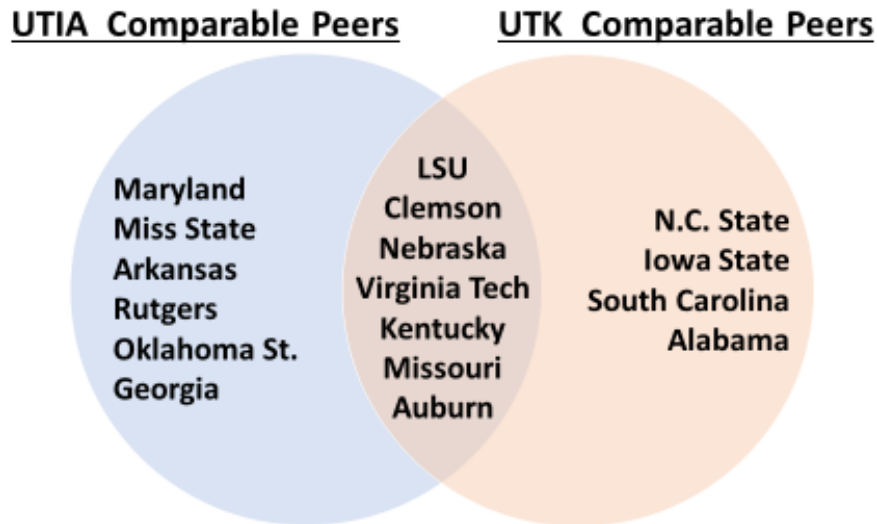 UTIA Comparable Peers
UTK Comparable Peers
Maryland
Miss State
Arkansas
Rutgers
Oklahoma St.
Georgia
LSU
Clemson
Nebraska
Virginia Tech
Kentucky
Missouri
Auburn
N.C. State
Iowa State
South Carolina
Alabama